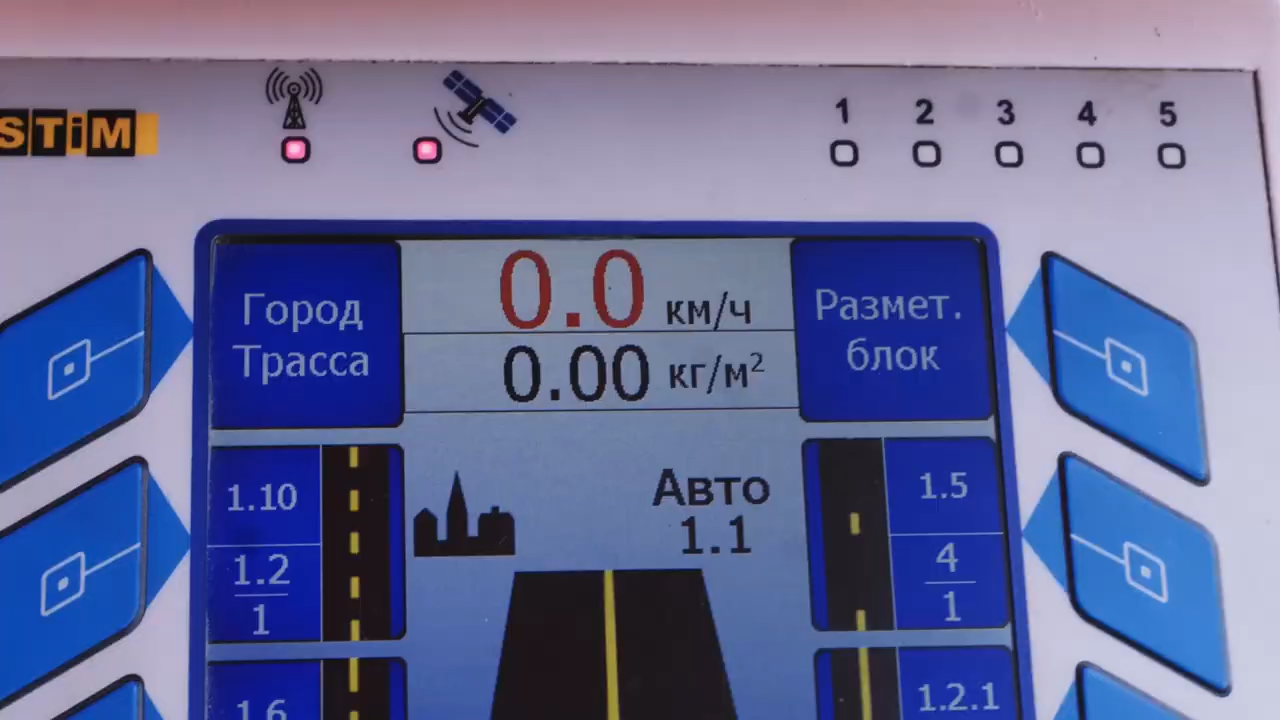 STiM
1 2 3 4 5
Город
Трасса
0.0 км/ч
0.00 кг/м²
Размет.
блок
1.10
1.2
1
Авто
1.1
1.5
4
1
1.6
1.2.1